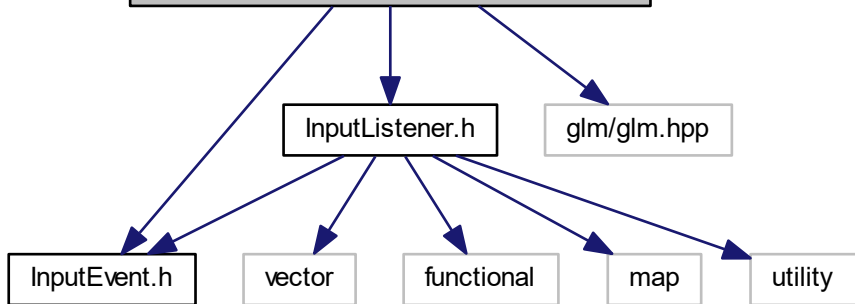 InputListener.h
glm/glm.hpp
InputEvent.h
vector
functional
map
utility